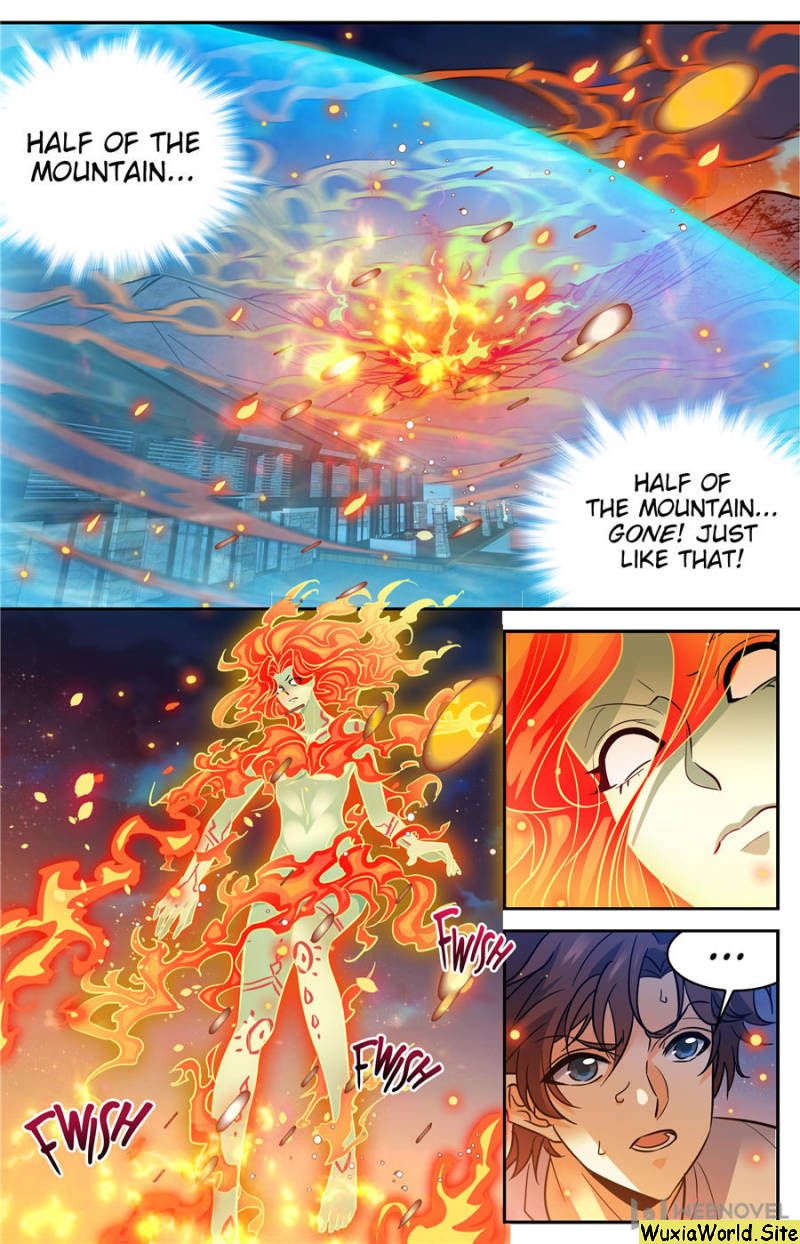 HALF OF THE
MOUNTAIN...
HALF OF
THE MOUNTAIN...
GONE! JUST
LIKE THAT!
FWISH
FWISH
FWISH
...
WEBNOVEL
WuxiaWorld.Site